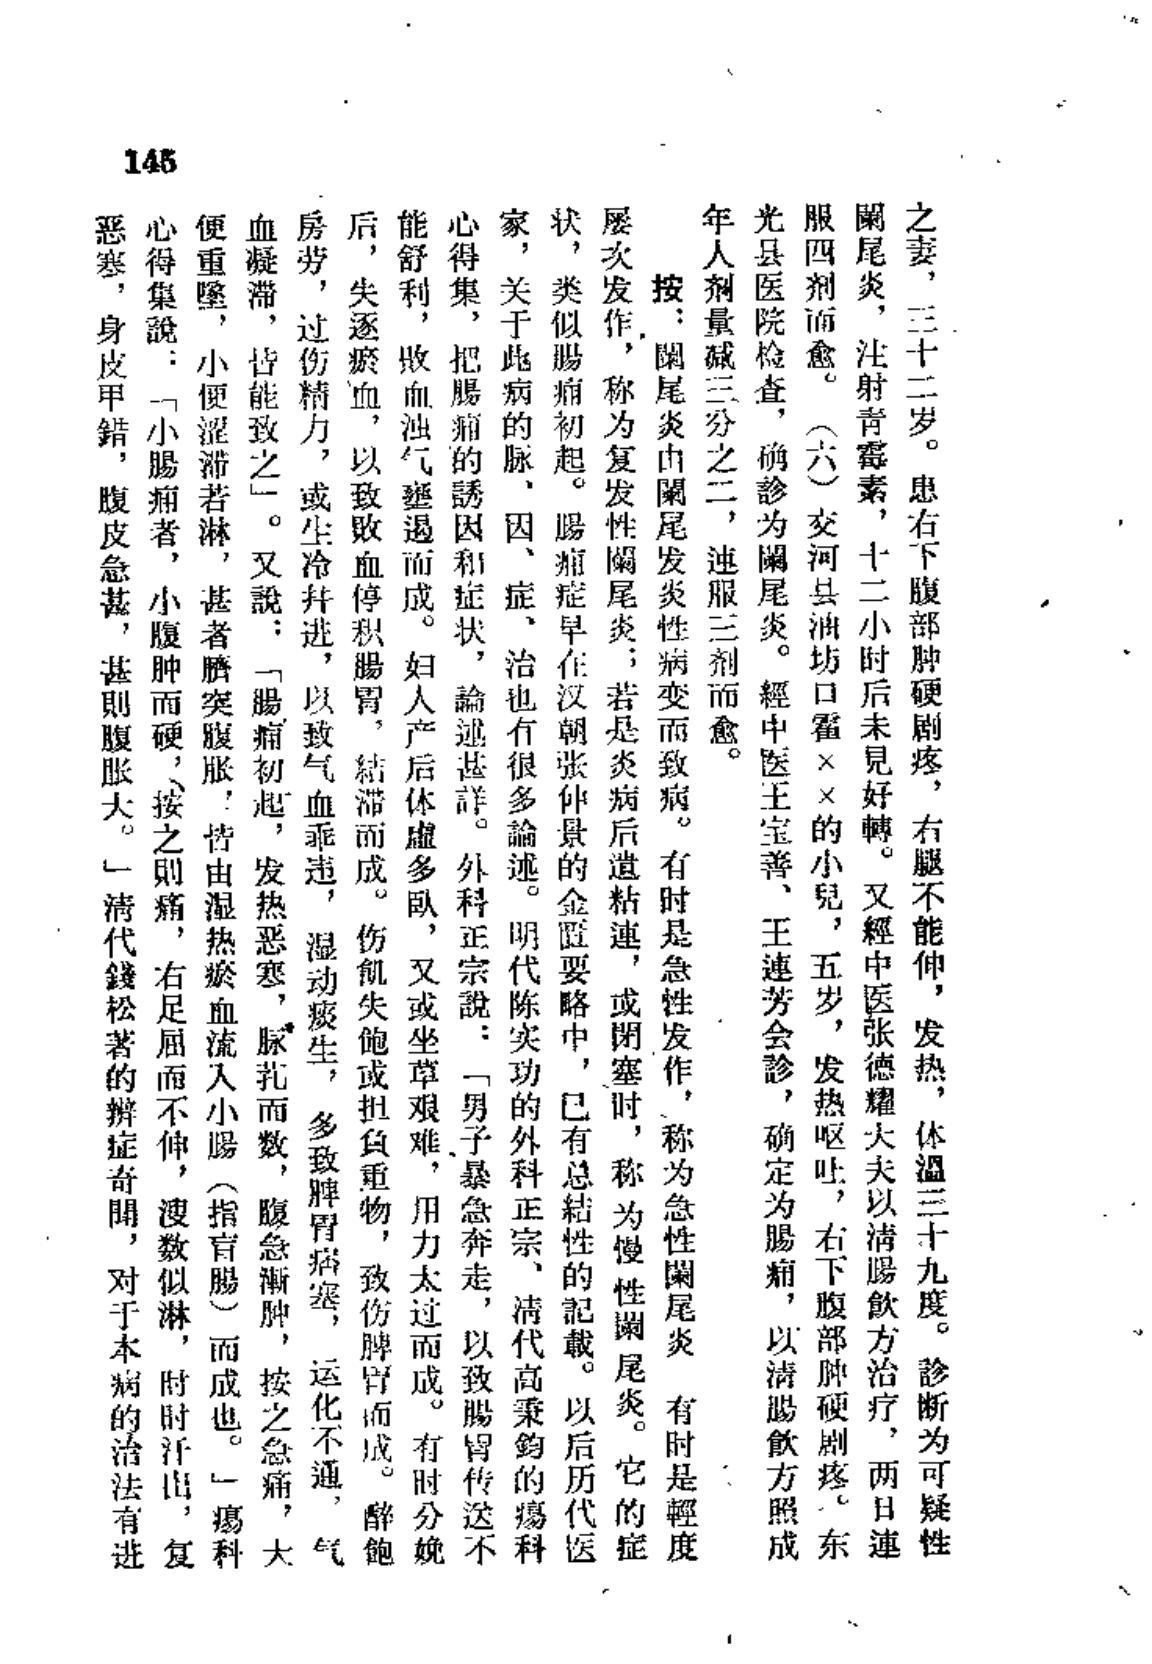 145
之妻，三十二岁。患右下腹部肿硬剧疼，右腿不能伸，发热，体溫三十九度。診断为可疑性
闌尾炎，注射青霉素，十二小时后未見好轉。又經中医张德耀大夫以清腸飲方治疗，两日連
服四剂而愈。（六）交河县油坊口霍××的小兒，五岁，发热呕吐，右下腹部肿硬剧疼。东
光县医院检查，确診为闌尾炎。經中医王宝善、王連芳会診，确定为腸痈，以清腸飲方照成
年人剂量减三分之二，連服三剂而愈。
按：闌尾炎由闌尾发炎性病变而致病。有时是急性发作，称为急性闌尾炎　有时是輕度
屡次发作，称为复发性闌尾炎；若是炎病后遺粘連，或閉塞时，称为慢性闌尾炎。它的症
状，类似腸痈初起。腸痈症早在汉朝张仲景的金匱要略中，已有总結性的記載。以后历代医
家，关于此病的脉、因、症、治也有很多論述。明代陈实功的外科正宗、清代高秉鈞的瘍科
心得集，把腸痈的誘因和症状，論述甚詳。外科正宗說：「男子暴急奔走，以致腸胃传送不
能舒利，败血浊气壅遏而成。妇人产后体虛多臥，又或坐草艰难，用力太过而成。有时分娩
后，失逐瘀血，以致败血停积腸胃，結滞而成。伤飢失飽或担負重物，致伤脾胃而成。醉飽
房劳，过伤精力，或生冷幷进，以致气血乖违，湿动痰生，多致脾胃痞塞，运化不通，气
血凝滞，皆能致之」。又說：「腸痈初起，发热恶寒，脉芤而数，腹急漸肿，按之急痛，大
便重墜，小便涩滞若淋，甚者臍突腹胀，皆由湿热瘀血流入小腸（指盲腸）而成也。」瘍科
心得集說：「小腸痈者，小腹肿而硬，按之則痛，右足屈而不伸，溲数似淋，时时汗出，复
恶寒，身皮甲錯，腹皮急甚，甚則腹胀大。」清代錢松著的辨症奇聞，对于本病的治法有进